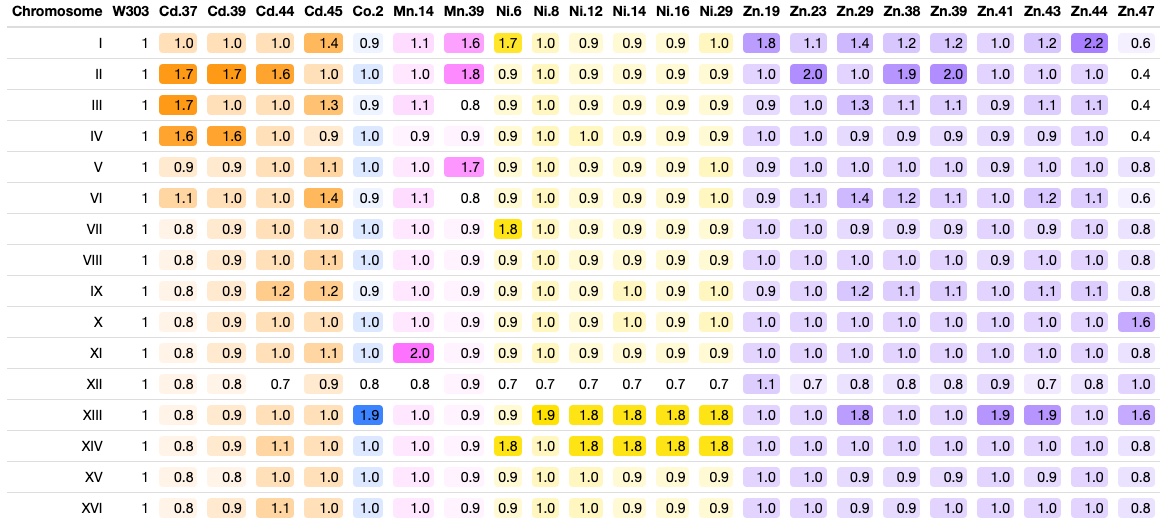 Chromosome W303 Cd.37 Cd.39 Cd.44 Cd.45 Co.2 Mn.14 Mn.39 Ni.6 Ni.8 Ni.12 Ni.14 Ni.16 Ni.29 Zn.19 Zn.23 Zn.29 Zn.38 Zn.39 Zn.41 Zn.43 Zn.44 Zn.47
I 1 1.0 1.0 1.0 1.4 0.9 1.1 1.6 1.7 1.0 0.9 0.9 0.9 1.0 1.8 1.1 1.4 1.2 1.2 1.0 1.2 2.2 0.6
II 1 1.7 1.7 1.6 1.0 1.0 1.0 1.8 0.9 1.0 0.9 0.9 0.9 0.9 1.0 2.0 1.0 1.9 2.0 1.0 1.0 1.0 0.4
III 1 1.7 1.0 1.0 1.3 0.9 1.1 0.8 0.9 1.0 0.9 0.9 0.9 0.9 0.9 1.0 1.3 1.1 1.1 0.9 1.1 1.1 0.4
IV 1 1.6 1.6 1.0 0.9 1.0 0.9 0.9 0.9 1.0 1.0 0.9 0.9 0.9 1.0 1.0 0.9 0.9 0.9 0.9 0.9 1.0 0.4
V 1 0.9 0.9 1.0 1.1 1.0 1.0 1.7 0.9 1.0 0.9 0.9 0.9 1.0 0.9 1.0 1.0 1.0 0.9 1.0 1.0 1.0 0.8
VI 1 1.1 1.0 1.0 1.4 0.9 1.1 0.8 0.9 1.0 0.9 0.9 0.9 1.0 0.9 1.1 1.4 1.2 1.1 1.0 1.2 1.1 0.6
VII 1 0.8 0.9 1.0 1.0 1.0 1.0 0.9 1.8 1.0 0.9 0.9 0.9 0.9 1.0 1.0 0.9 0.9 0.9 1.0 0.9 1.0 0.8
VIII 1 0.8 0.9 1.0 1.1 1.0 1.0 0.9 0.9 1.0 0.9 0.9 0.9 0.9 1.0 1.0 1.0 1.0 0.9 1.0 1.0 1.0 0.8
IX 1 0.8 0.9 1.2 1.2 0.9 1.0 0.9 0.9 1.0 0.9 1.0 0.9 1.0 0.9 1.0 1.2 1.1 1.1 1.0 1.1 1.1 0.8
X 1 0.8 0.9 1.0 1.0 1.0 1.0 0.9 0.9 1.0 0.9 1.0 0.9 1.0 1.0 1.0 1.0 1.0 1.0 1.0 1.0 1.0 1.6
XI 1 0.8 0.9 1.0 1.1 1.0 2.0 0.9 0.9 1.0 0.9 0.9 0.9 0.9 1.0 1.0 1.0 1.0 1.0 1.0 1.0 1.0 0.8
XII 1 0.8 0.8 0.7 0.9 0.8 0.8 0.9 0.7 0.7 0.7 0.7 0.7 0.7 1.1 0.7 0.8 0.8 0.8 0.9 0.7 0.8 1.0
XIII 1 0.8 0.9 1.0 1.0 1.9 1.0 0.9 0.9 1.9 1.8 1.8 1.8 1.8 1.0 1.0 1.8 1.0 1.0 1.9 1.9 1.0 1.6
XIV 1 0.8 0.9 1.1 1.0 1.0 1.0 0.9 1.8 1.0 1.8 1.8 1.8 1.8 1.0 1.0 1.0 1.0 1.0 1.0 1.0 1.0 0.8
XV 1 0.8 0.8 1.0 1.0 1.0 1.0 0.9 0.9 1.0 0.9 0.9 0.9 0.9 1.0 1.0 0.9 0.9 0.9 1.0 0.9 1.0 0.8
XVI 1 0.8 0.9 1.1 1.0 1.0 1.0 0.9 0.9 1.0 0.9 0.9 0.9 0.9 1.0 1.0 0.9 0.9 1.0 1.0 1.0 1.0 0.8